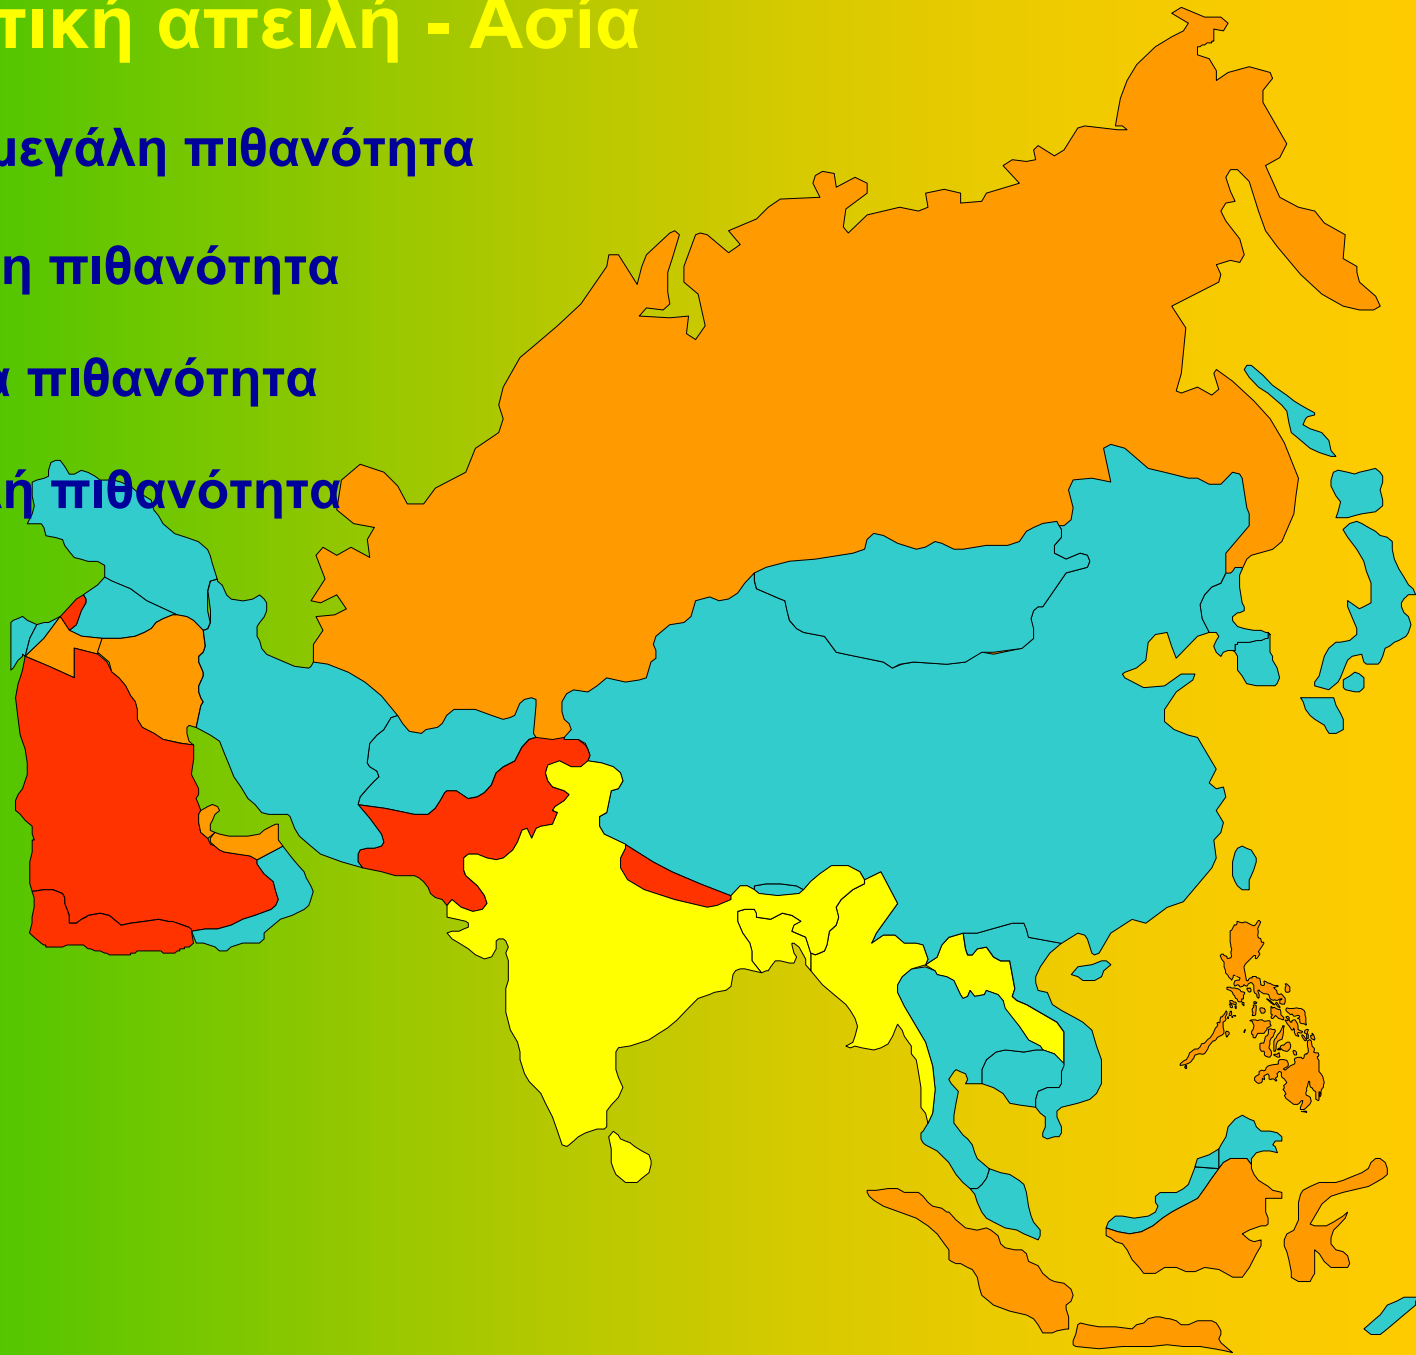 τική απειλή - Ασία
μεγάλη πιθανότητα
η πιθανότητα
α πιθανότητα
λή πιθανότητα